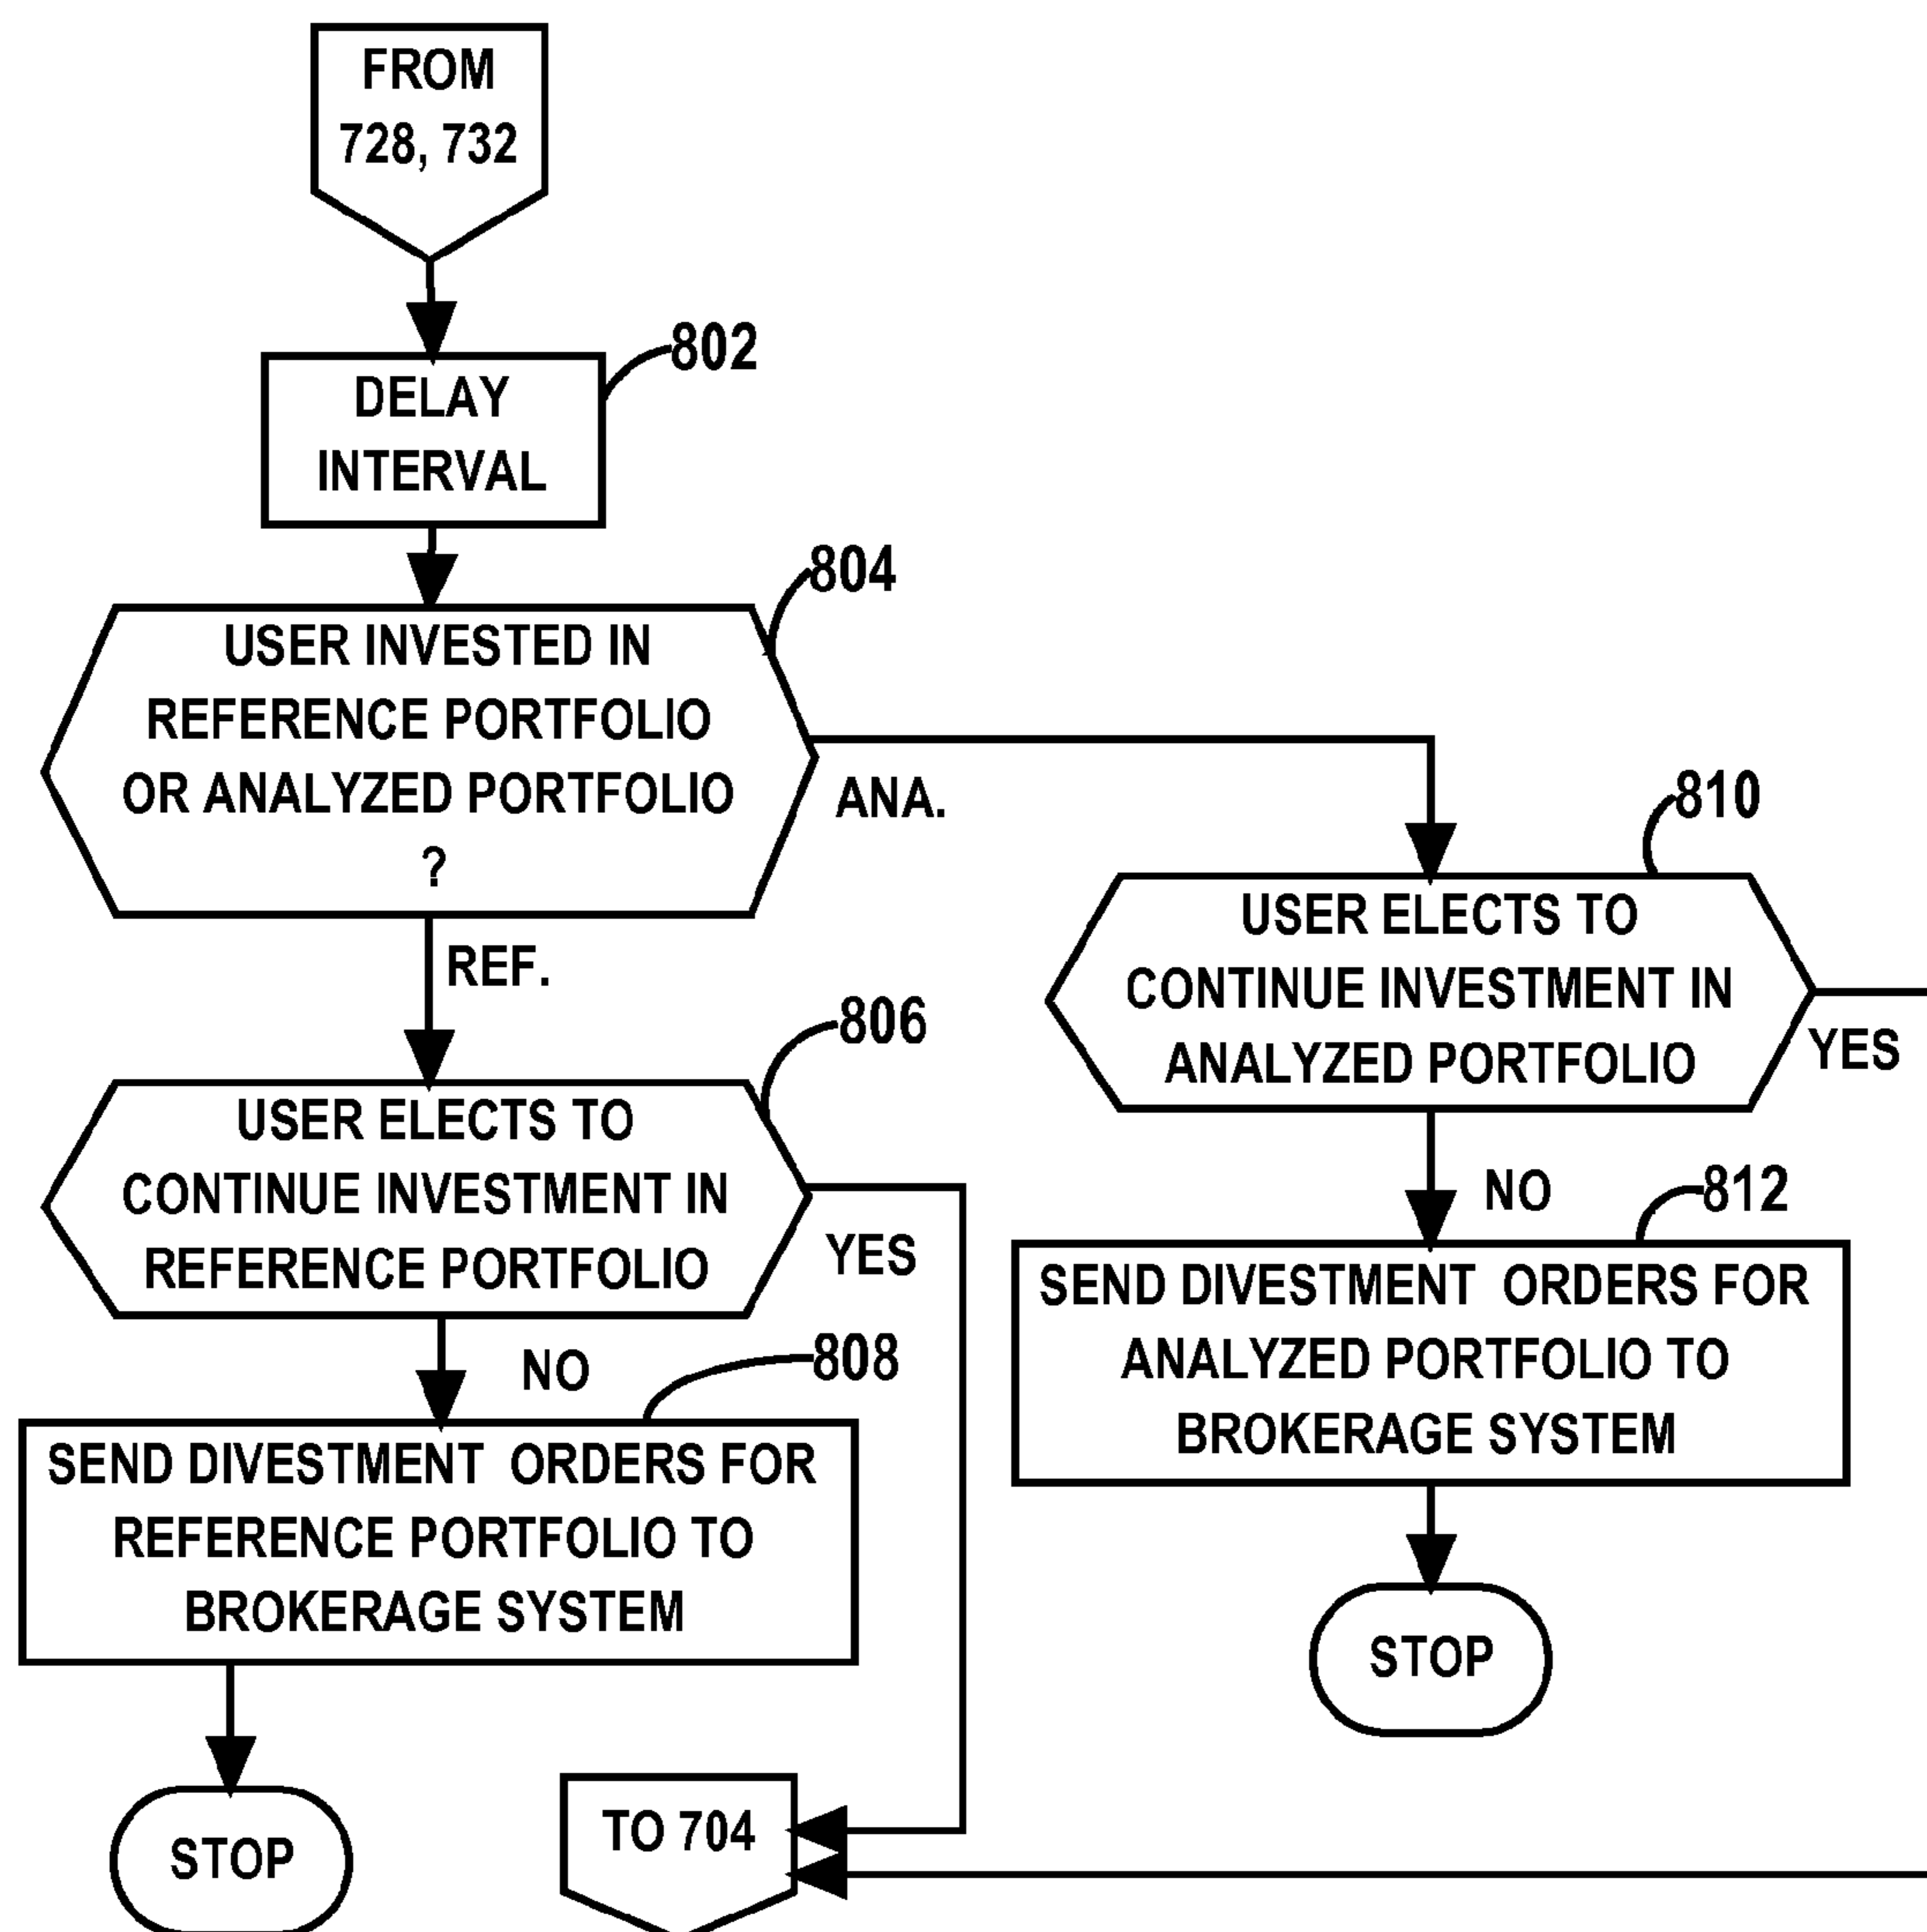 FROM
728, 732
802
DELAY
INTERVAL
804
USER INVESTED IN
REFERENCE PORTFOLIO
OR ANALYZED PORTFOLIO
?
ANA.
REF.
810
USER ELECTS TO
CONTINUE INVESTMENT IN
ANALYZED PORTFOLIO
YES
NO
806
USER ELECTS TO
CONTINUE INVESTMENT IN
REFERENCE PORTFOLIO
YES
NO
812
SEND DIVESTMENT ORDERS FOR
ANALYZED PORTFOLIO TO
BROKERAGE SYSTEM
STOP
808
SEND DIVESTMENT ORDERS FOR
REFERENCE PORTFOLIO TO
BROKERAGE SYSTEM
STOP
TO 704